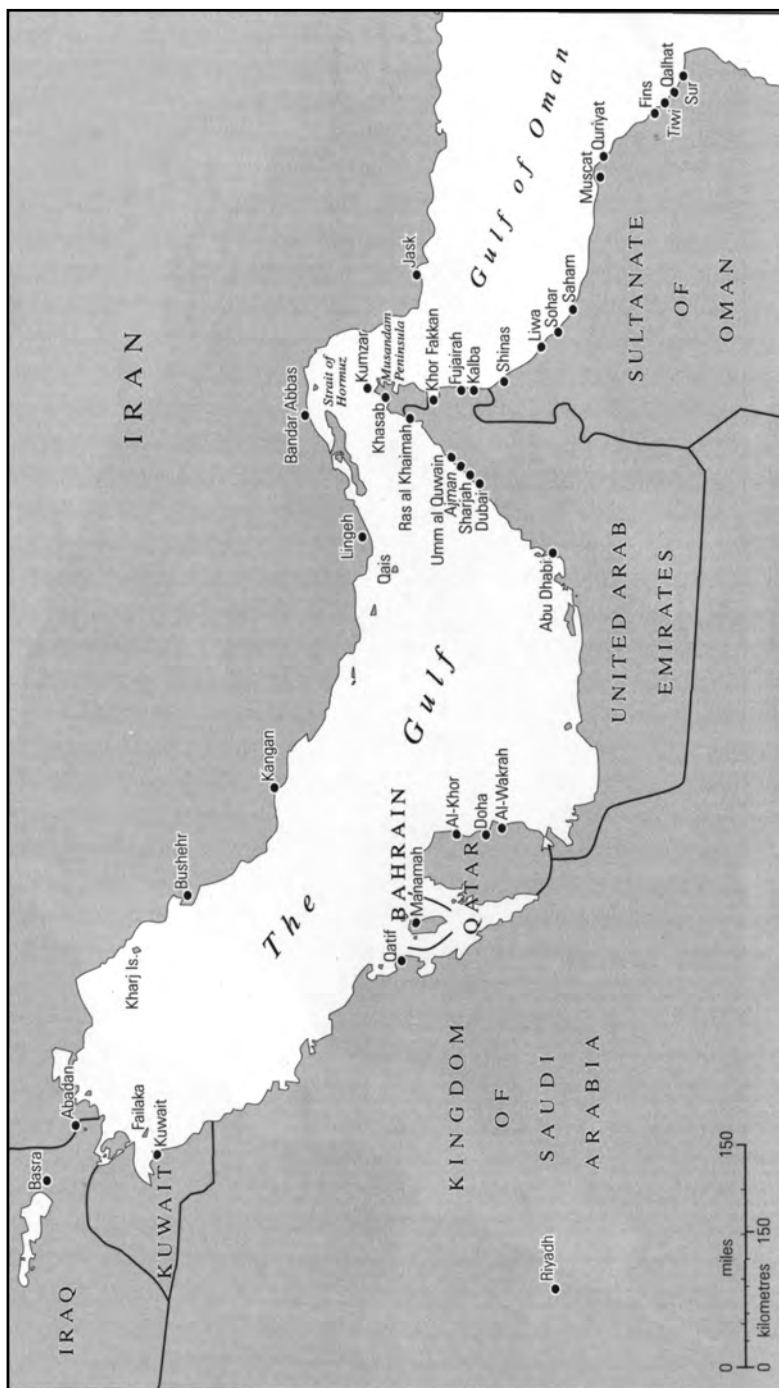 IRAN
IRAQ
Basra
Abadan
KUWAIT
Failaka
Kuwait
Kharj Is.
Bushehr
Kangan
Lingeh
Qais
Bandar Abbas
Strait of
Hormuz
Kumzar
Musandam
Peninsula
Khasab
Jask
The Gulf
Gulf of Oman
Ras al Khaimah
Khor Fakkan
Fujairah
Kalba
Umm al Quwain
Ajman
Sharjah
Dubai
Shinas
Liwa
Sohar
Saham
Muscat
Quriyat
Fins
Tiwi
Qalhat
Sur
Abu Dhabi
Qatif
BAHRAIN
Manamah
QATAR
Al-Khor
Doha
Al-Wakrah
UNITED ARAB
EMIRATES
SULTANATE
OF
OMAN
KINGDOM
OF
SAUDI
ARABIA
Riyadh
0 miles 150
0 kilometres 150